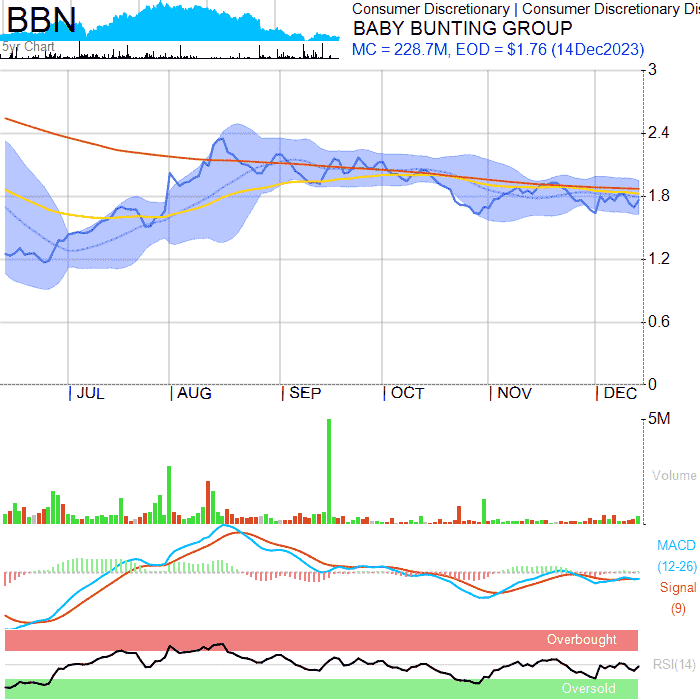 BBN
5yr Chart
Consumer Discretionary | Consumer Discretionary Dis
BABY BUNTING GROUP
MC = 228.7M, EOD = $1.76 (14Dec2023)
3
2.4
1.8
1.2
0.6
0
JUL AUG SEP OCT NOV DEC
5M
Volume
MACD
(12-26)
Signal
(9)
Overbought
RSI(14)
Oversold